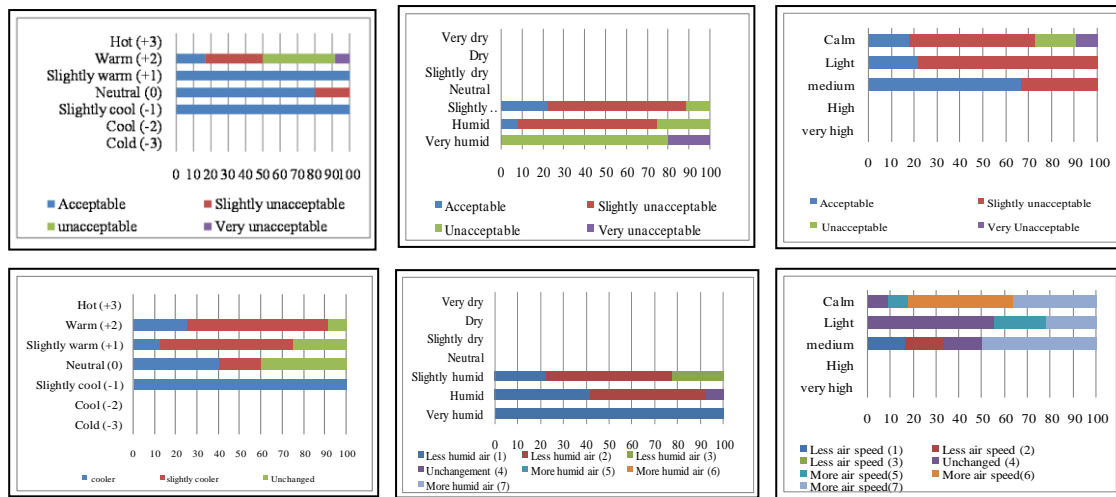 Hot (+3)
Warm (+2)
Slightly warm (+1)
Neutral (0)
Slightly cool (-1)
Cool (-2)
Cold (-3)
0 10 20 30 40 50 60 70 80 90 100
Acceptable Slightly unacceptable
unacceptable Very unacceptable
Very dry
Dry
Slightly dry
Neutral
Slightly ..
Humid
Very humid
0 10 20 30 40 50 60 70 80 90 100
Acceptable Slightly unacceptable
Unacceptable Very unacceptable
Calm
Light
medium
High
very high
0 10 20 30 40 50 60 70 80 90 100
Acceptable Slightly unacceptable
Unacceptable Very Unacceptable
Hot (+3)
Warm (+2)
Slightly warm (+1)
Neutral (0)
Slightly cool (-1)
Cool (-2)
Cold (-3)
0 10 20 30 40 50 60 70 80 90 100
cooler slightly cooler Unchanged
Very dry
Dry
Slightly dry
Neutral
Slightly humid
Humid
Very humid
0 10 20 30 40 50 60 70 80 90 100
Less humid air (1) Less humid air (2) Less humid air (3)
Unchangement (4) More humid air (5) More humid air (6)
More humid air (7)
Calm
Light
medium
High
very high
0 10 20 30 40 50 60 70 80 90 100
Less air speed (1) Less air speed (2)
Less air speed (3) Unchanged (4)
More air speed(5) More air speed(6)
More air speed(7)